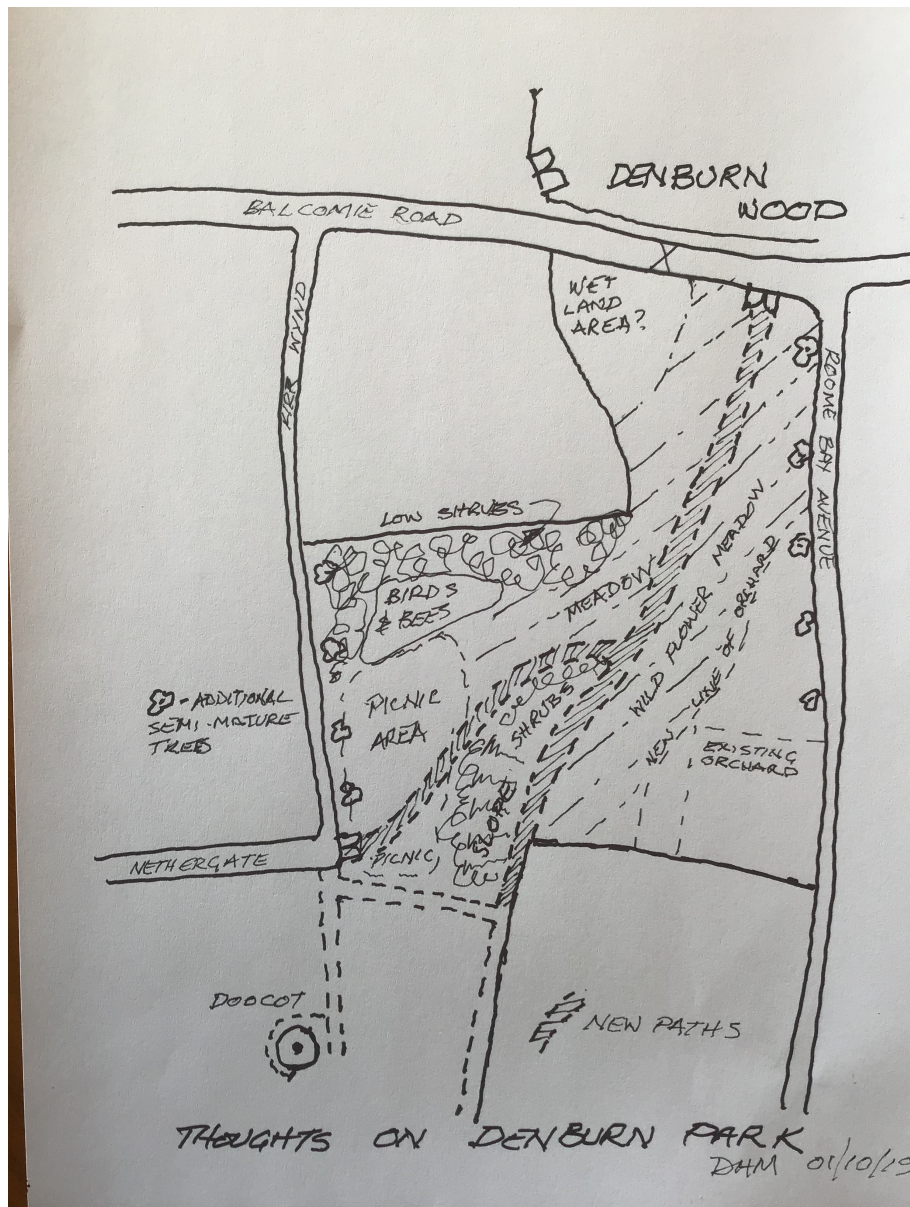 DENBURN
WOOD
BALCOMIE ROAD
KIRK WYND
WET
LAND
AREA?
ROOME BAY AVENUE
LOW SHRUBS
BIRDS
& BEES
MEADOW
WILD FLOWER MEADOW
NEW LINE OF ORCHARD
SHRUBS
SLOPE
PICNIC
AREA
- ADDITIONAL
SEMI-MATURE
TREES
EXISTING
ORCHARD
NETHERGATE
PICNIC
DOOCOT
NEW PATHS
THOUGHTS ON DENBURN PARK
DHM 01/10/19